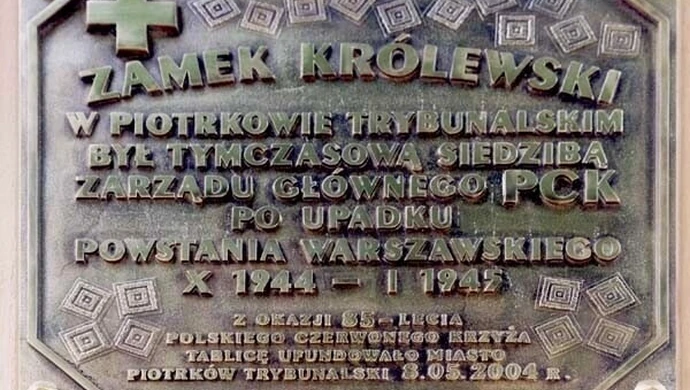 ZAMEK KRÓLEWSKI
W PIOTRKOWIE TRYBUNALSKIM
BYŁ TYMCZASOWĄ SIEDZIBĄ
ZARZĄDU GŁÓWNEGO PCK
PO UPADKU
POWSTANIA WARSZAWSKIEGO
X 1944 – I 1945
Z OKAZJI 85-LECIA
POLSKIEGO CZERWONEGO KRZYŻA
TABLICĘ UFUNDOWAŁO MIASTO
PIOTRKÓW TRYBUNALSKI 8.05.2004 R.